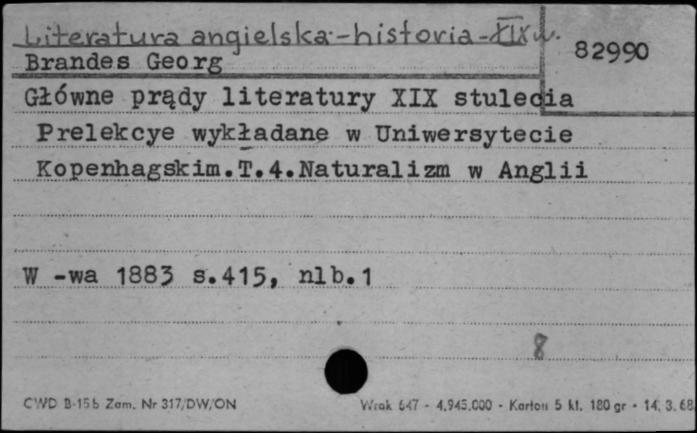 Literatura angielska-historia-XIX w.
82990
Brandes Georg
Główne prądy literatury XIX stulecia
Prelekcye wykładane w Uniwersytecie
Kopenhagskim.T.4.Naturalizm w Anglii
W -wa 1883 s.415, nlb.1
8
CWD B-15b Zam. Nr 317/DW/ON
Wrak 647 - 4.945.000 - Karton 5 kl. 180 gr - 14. 3. 68